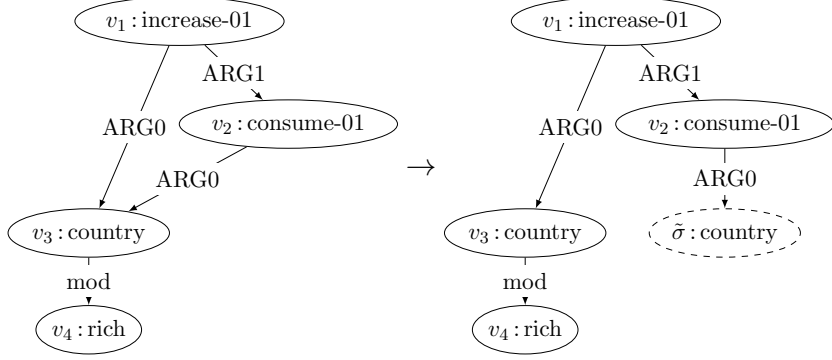 v₁ : increase-01
ARG1
v₂ : consume-01
ARG0
ARG0
v₃ : country
mod
v₄ : rich
→
v₁ : increase-01
ARG1
v₂ : consume-01
ARG0
ARG0
v₃ : country
σ̃ : country
mod
v₄ : rich